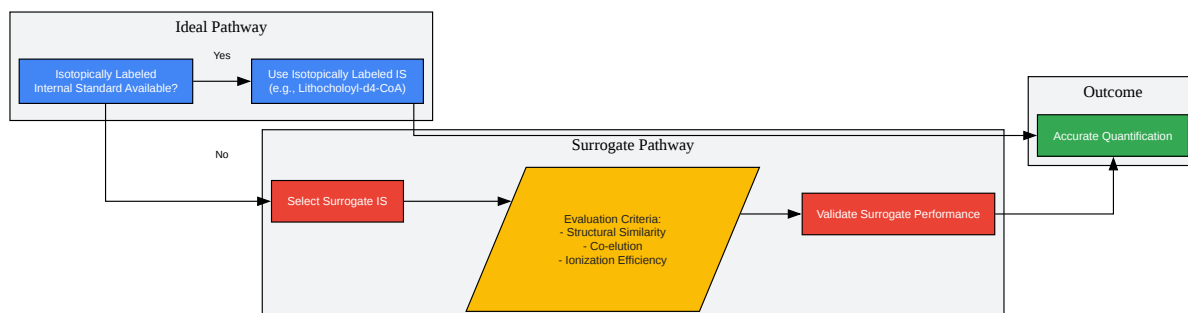 Ideal Pathway
Isotopically Labeled
Internal Standard Available?
Yes
Use Isotopically Labeled IS
(e.g., Lithocholoyl-d4-CoA)
No
Surrogate Pathway
Select Surrogate IS
Evaluation Criteria:
- Structural Similarity
- Co-elution
- Ionization Efficiency
Validate Surrogate Performance
Outcome
Accurate Quantification